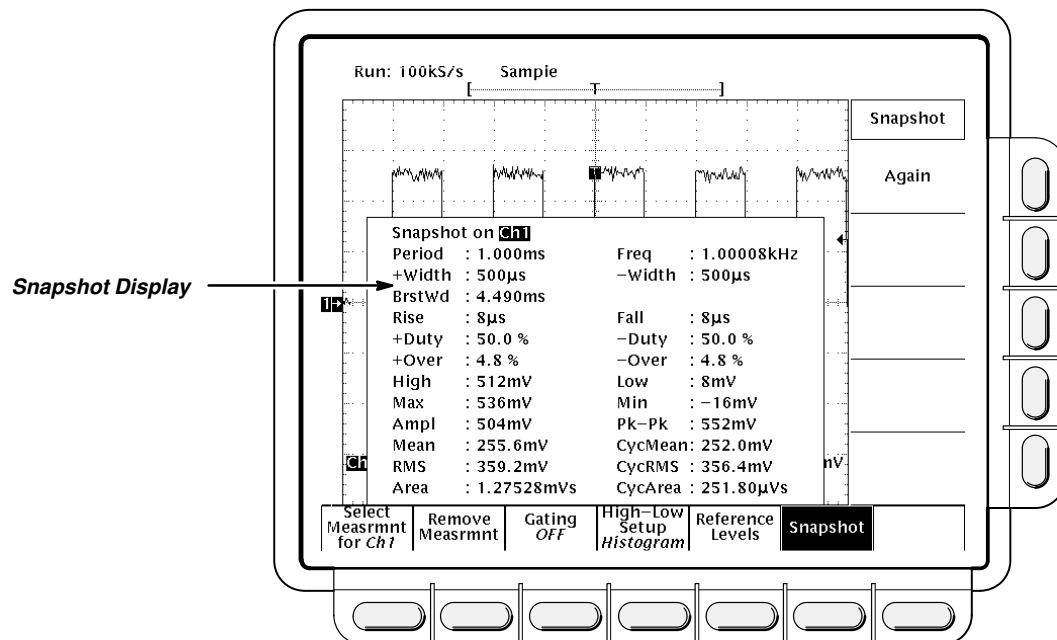 Run: 100kS/s Sample
[ T ]
Snapshot
Again
T
Snapshot on Ch1
Period : 1.000ms Freq : 1.00008kHz
+Width : 500µs −Width : 500µs
BrstWd : 4.490ms
Rise : 8µs Fall : 8µs
+Duty : 50.0 % −Duty : 50.0 %
+Over : 4.8 % −Over : 4.8 %
High : 512mV Low : 8mV
Max : 536mV Min : −16mV
Ampl : 504mV Pk−Pk : 552mV
Mean : 255.6mV CycMean: 252.0mV
RMS : 359.2mV CycRMS : 356.4mV
Area : 1.27528mVs CycArea : 251.80µVs
Snapshot Display
1→
Ch
mV
Select Measrmnt for Ch1
Remove Measrmnt
Gating OFF
High−Low Setup Histogram
Reference Levels
Snapshot